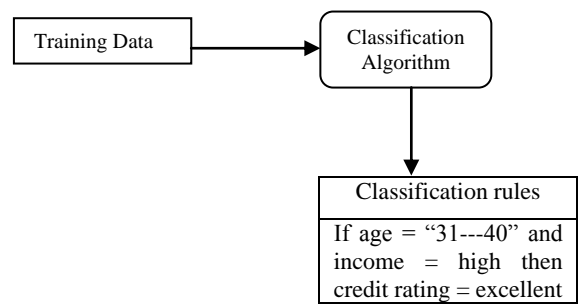 Training Data
Classification
Algorithm
Classification rules
If age = “31---40” and
income = high then
credit rating = excellent